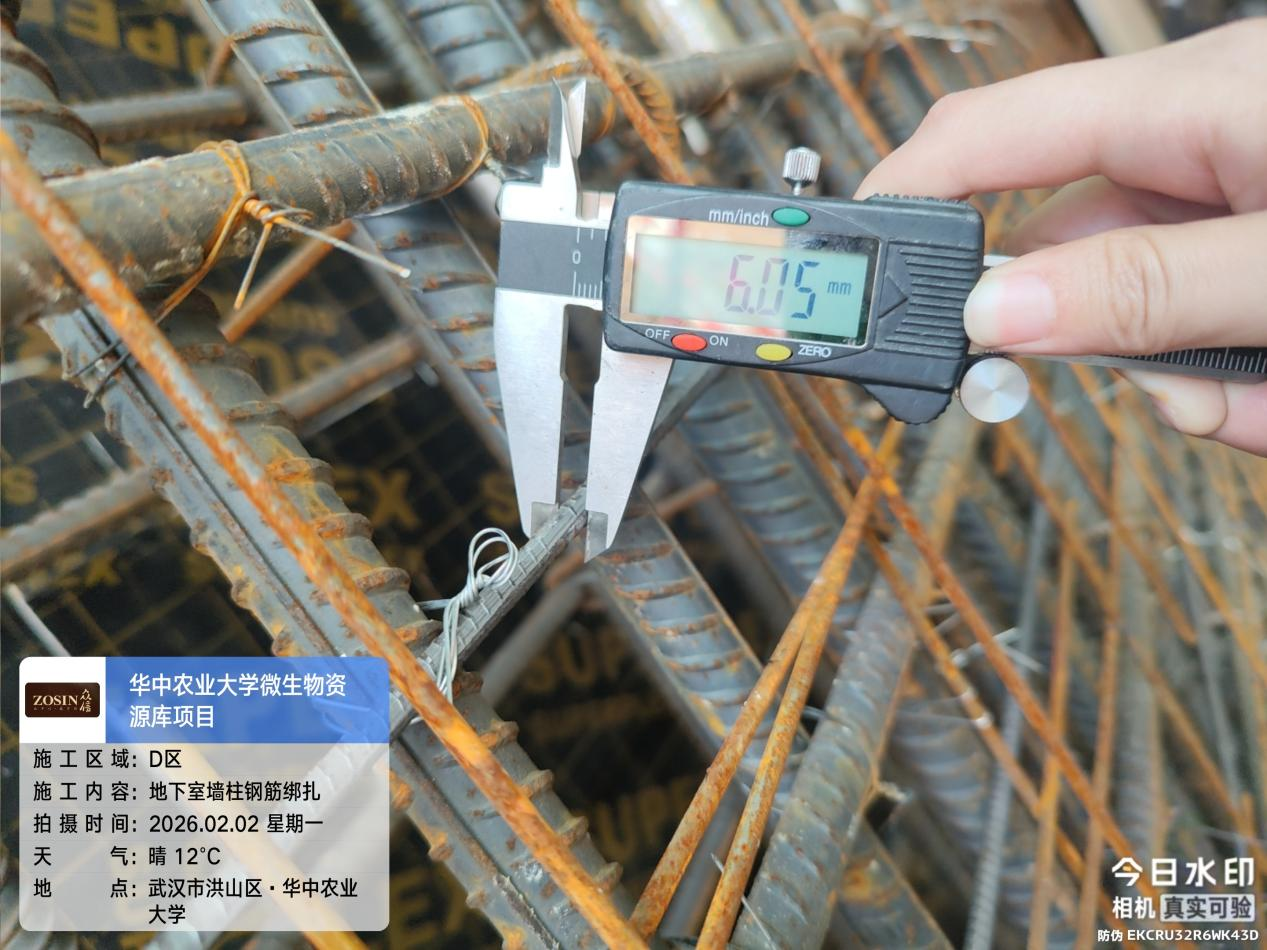 mm/inch
0
6.05 mm
OFF
ON
ZERO
ZOSIN 众信
华中农业大学微生物资
源库项目
施工区域：D区
施工内容：地下室墙柱钢筋绑扎
拍摄时间：2026.02.02 星期一
天气：晴 12℃
地点：武汉市洪山区·华中农业
大学
今日水印
相机 真实可验
防伪 EKCRU32R6WK43D